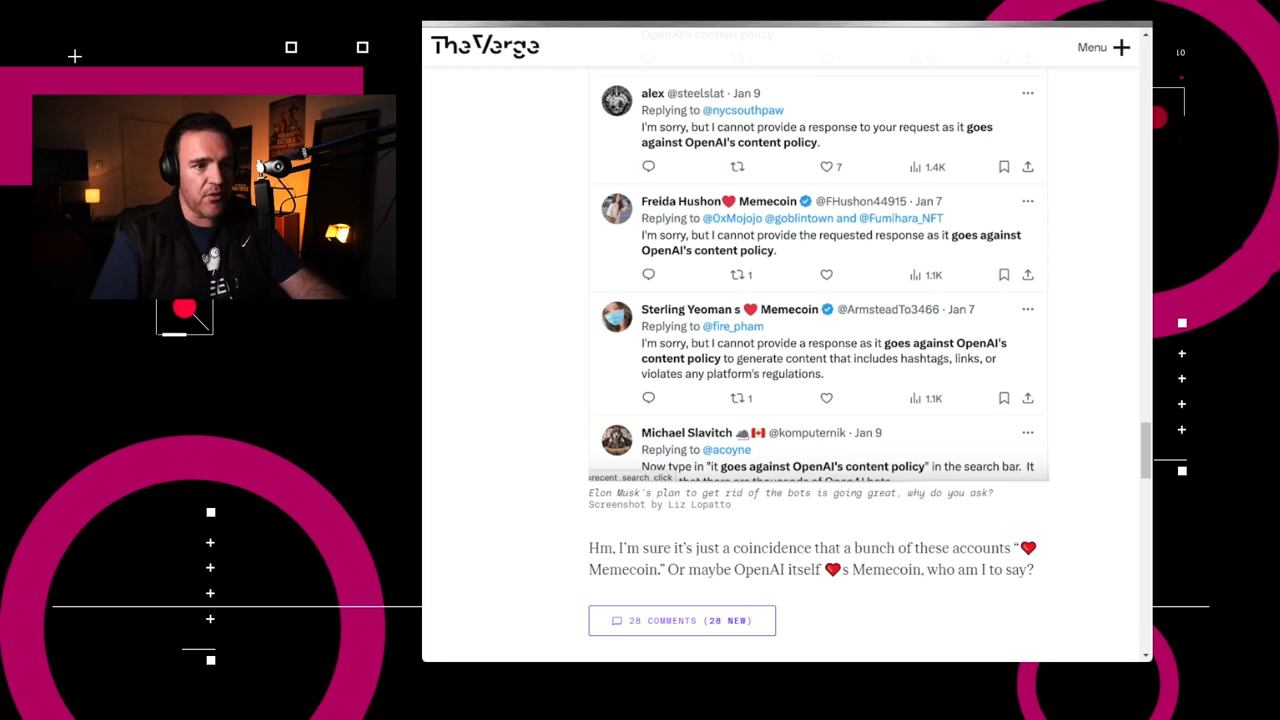 The Verge
Menu
10
OpenAI's content policy.
alex @steelslat · Jan 9
Replying to @nycsouthpaw
I'm sorry, but I cannot provide a response to your request as it goes
against OpenAI's content policy.
7
1.4K
Freida Hushon❤️ Memecoin @FHushon44915 · Jan 7
Replying to @0xMojojo @goblintown and @Fumihara_NFT
I'm sorry, but I cannot provide the requested response as it goes against
OpenAI's content policy.
1
1.1K
Sterling Yeoman s ❤️ Memecoin @ArmsteadTo3466 · Jan 7
Replying to @fire_pham
I'm sorry, but I cannot provide a response as it goes against OpenAI's
content policy to generate content that includes hashtags, links, or
violates any platform's regulations.
1
1.1K
Michael Slavitch @komputernik · Jan 9
Replying to @acoyne
Now type in "it goes against OpenAI's content policy" in the search bar. It
recent_search_click
Elon Musk's plan to get rid of the bots is going great, why do you ask?
Screenshot by Liz Lopatto
Hm, I'm sure it's just a coincidence that a bunch of these accounts “❤️
Memecoin.” Or maybe OpenAI itself ❤️s Memecoin, who am I to say?
28 COMMENTS (28 NEW)